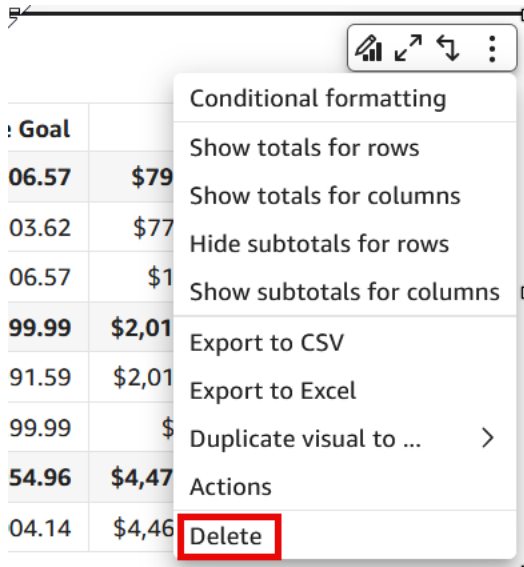 Conditional formatting
Goal
Show totals for rows
06.57 $79
Show totals for columns
03.62 $77
Hide subtotals for rows
06.57 $1
Show subtotals for columns
99.99 $2,01
Export to CSV
91.59 $2,01
Export to Excel
99.99 $
Duplicate visual to ...
54.96 $4,47
Actions
04.14 $4,46
Delete